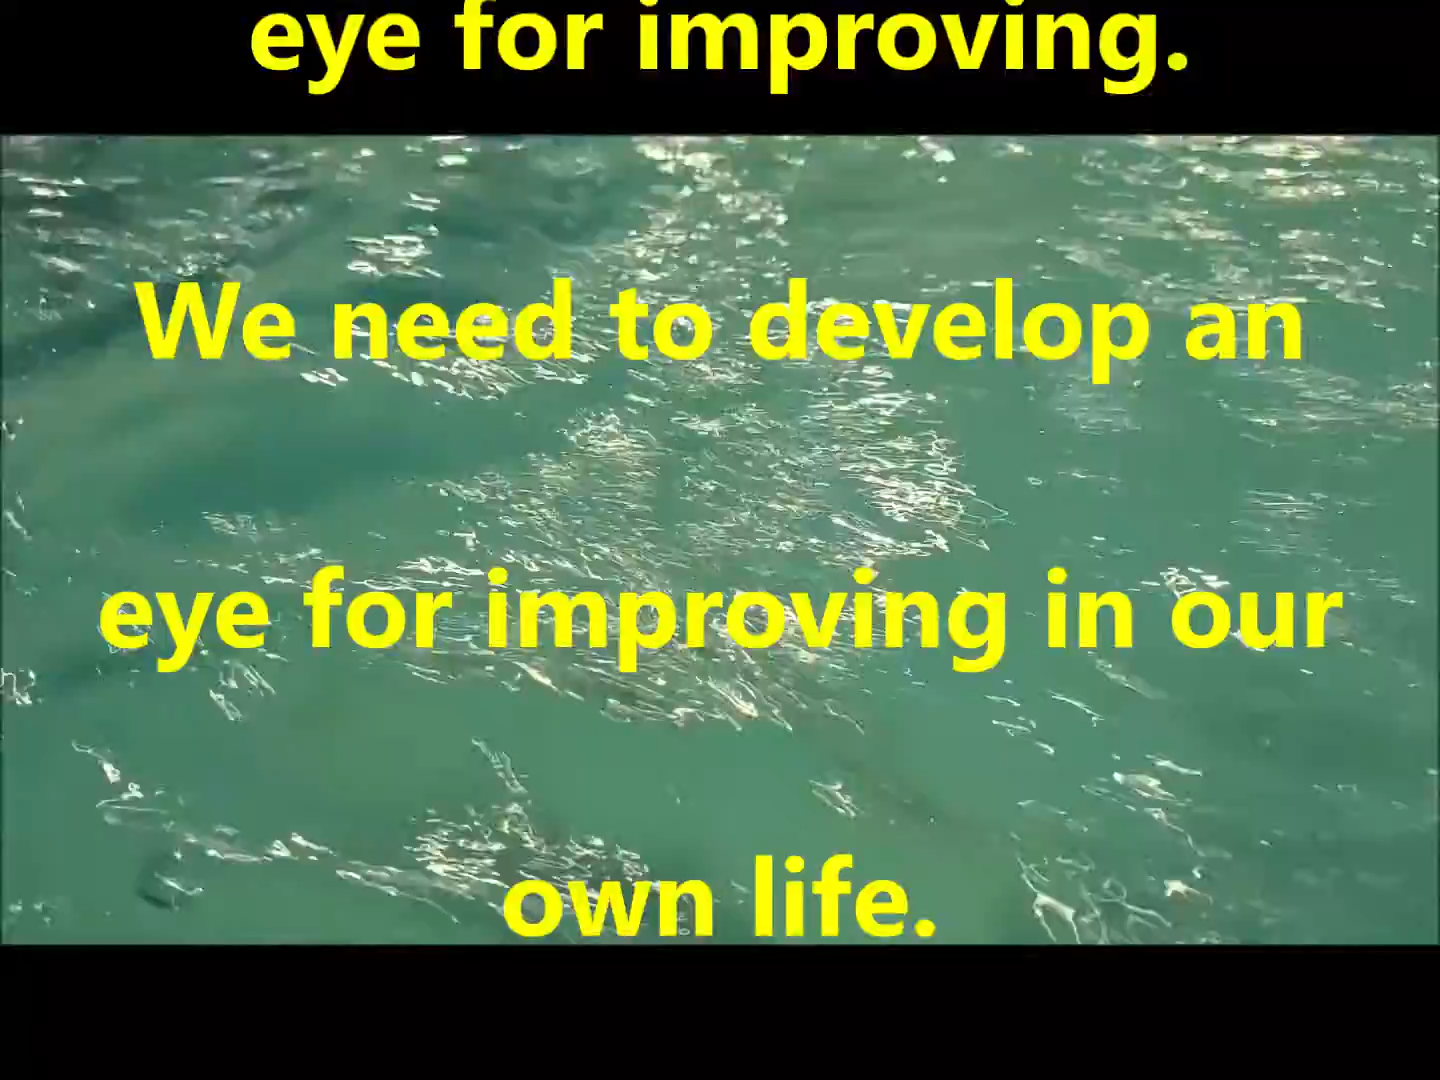 eye for improving.
We need to develop an
eye for improving in our
own life.